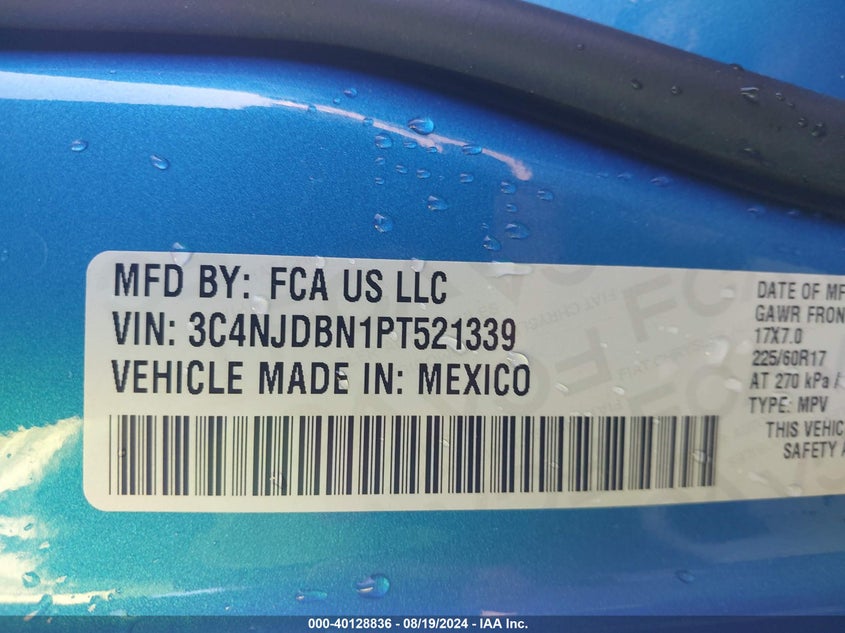 MFD BY: FCA US LLC
VIN: 3C4NJDBN1PT521339
VEHICLE MADE IN: MEXICO
DATE OF MF
GAWR FRON
17X7.0
225/60R17
AT 270 kPa /
TYPE: MPV
THIS VEHIC
SAFETY A
000-40128836 - 08/19/2024 - IAA Inc.